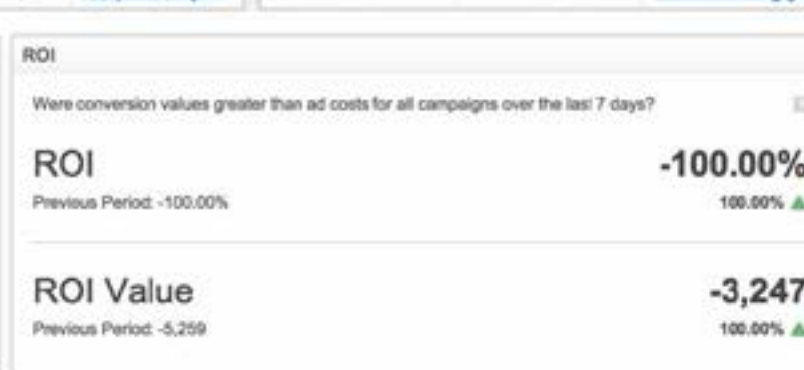 ROI
Were conversion values greater than ad costs for all campaigns over the last 7 days?
ROI
-100.00%
Previous Period: -100.00%
100.00%
ROI Value
-3,247
Previous Period: -5,259
100.00%